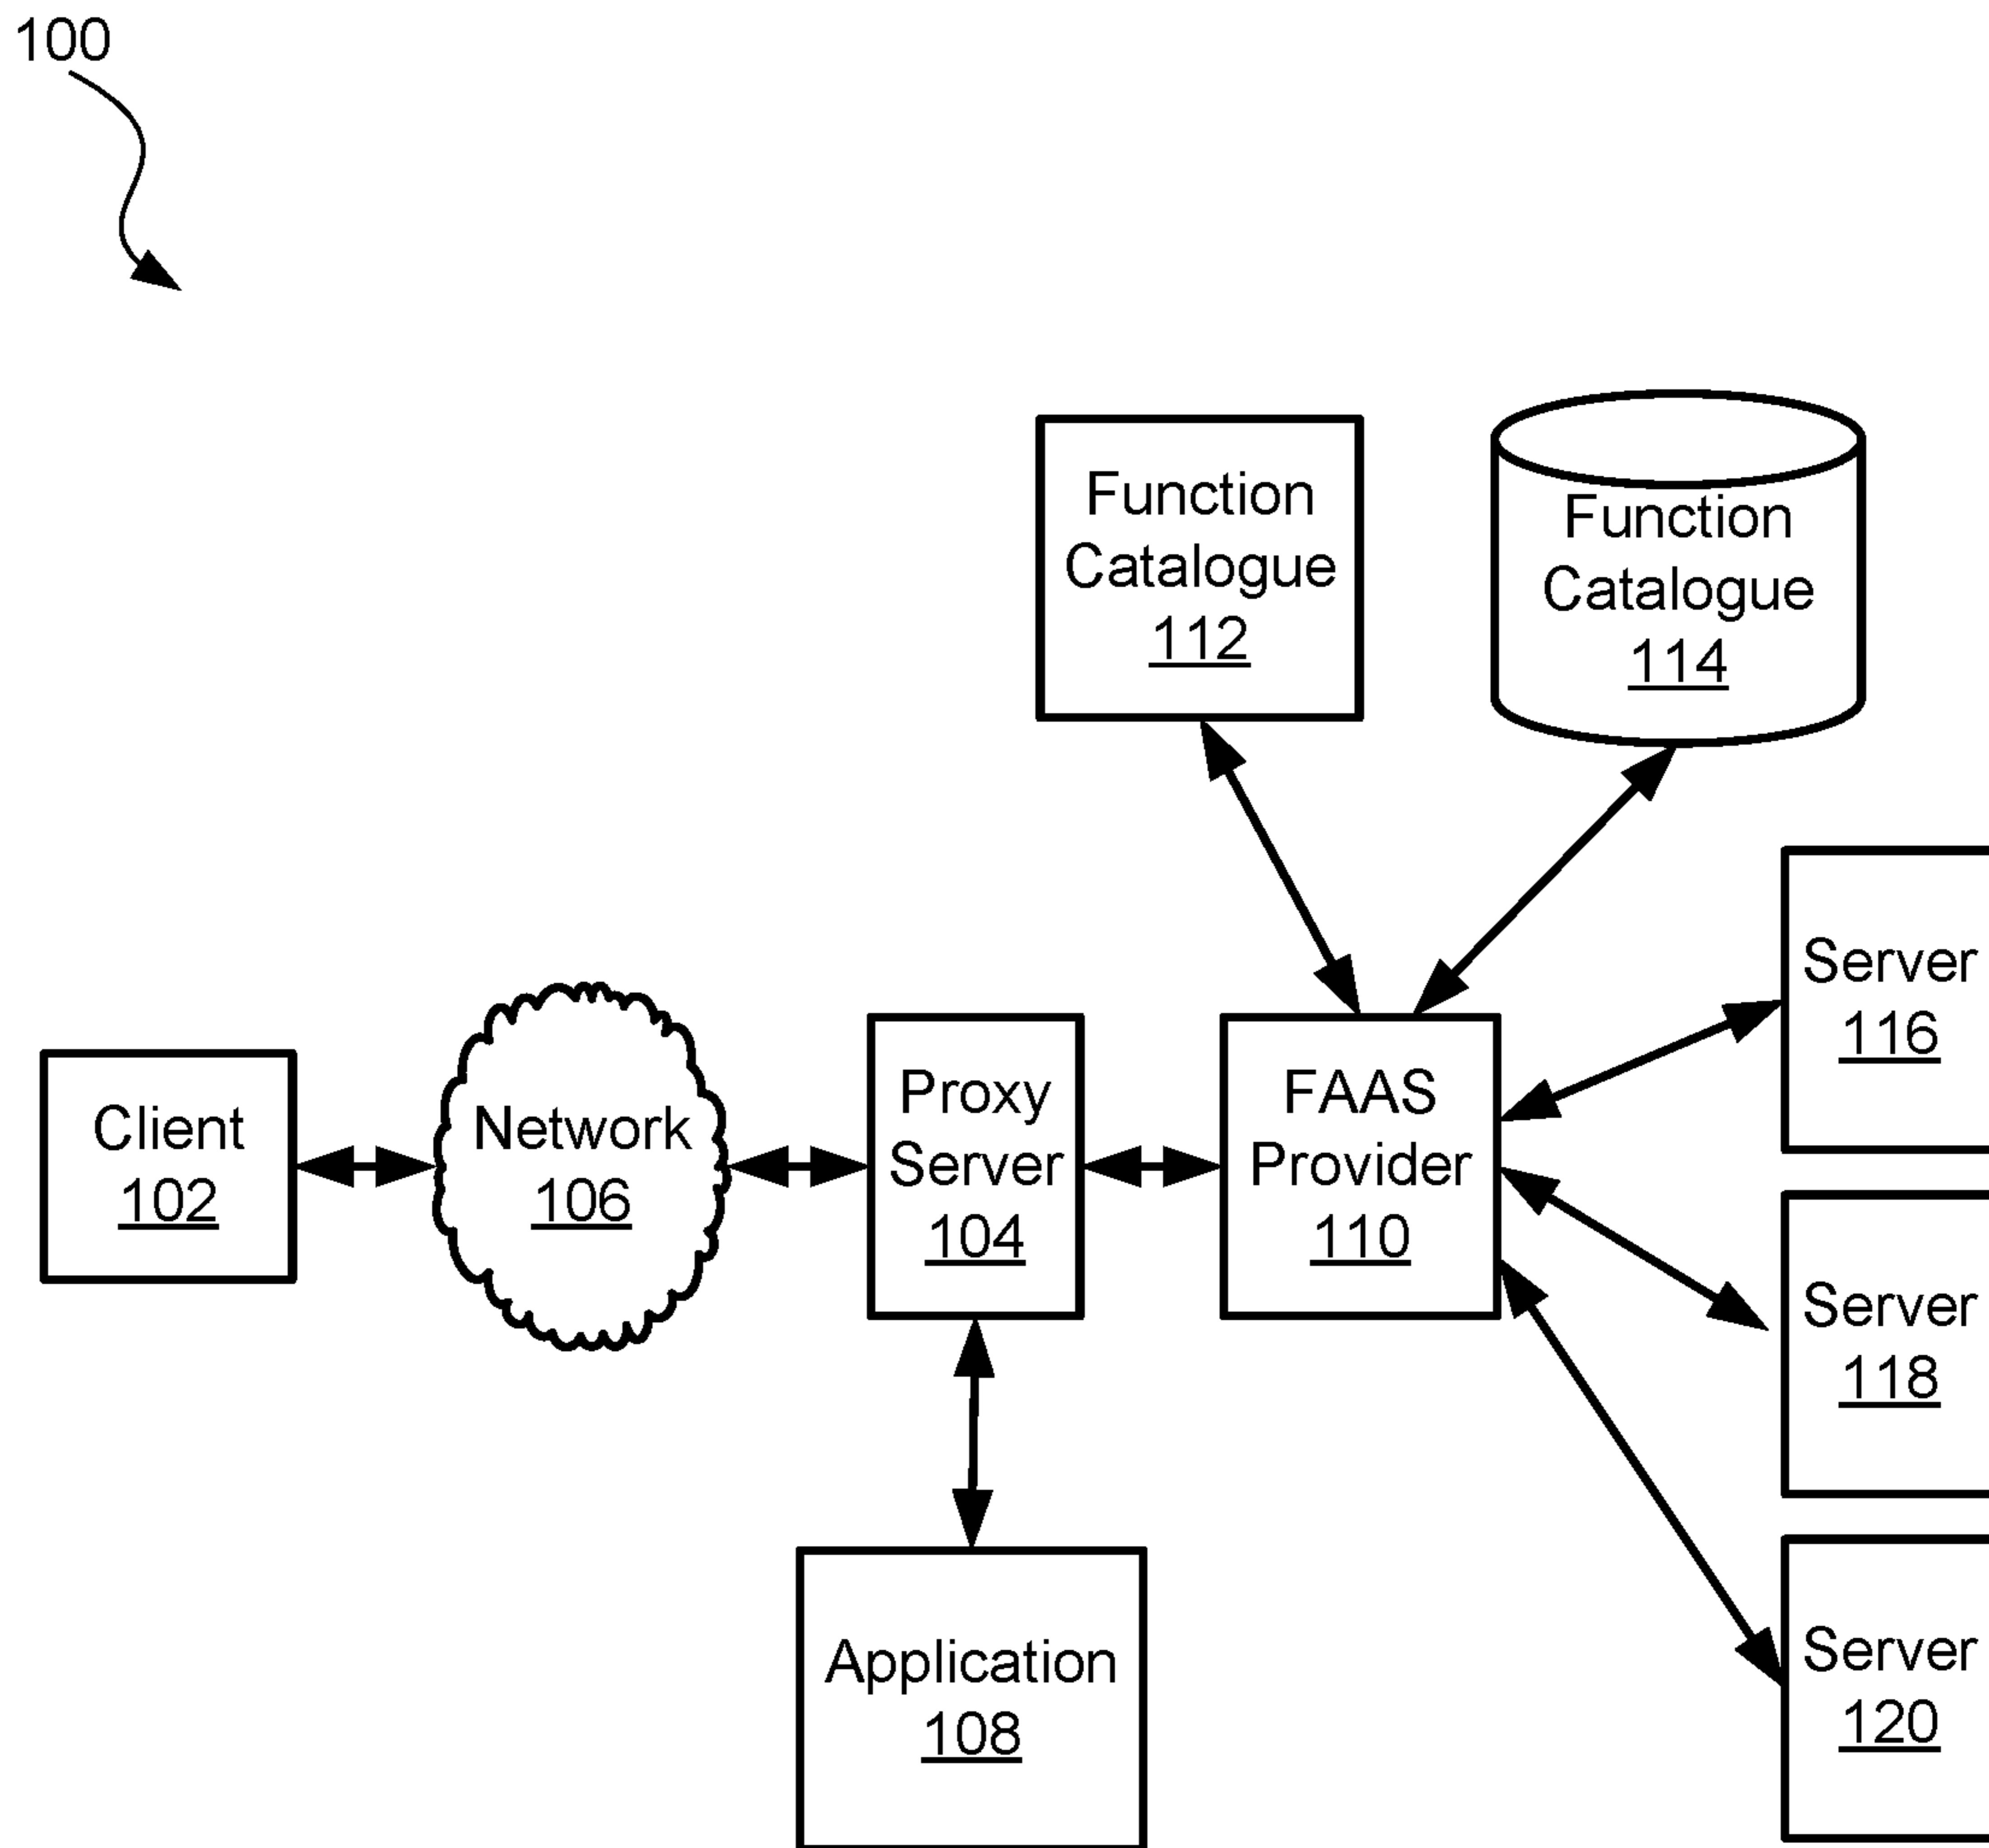 100
Function
Catalogue
112
Function
Catalogue
114
Client
102
Network
106
Proxy
Server
104
FAAS
Provider
110
Server
116
Server
118
Server
120
Application
108